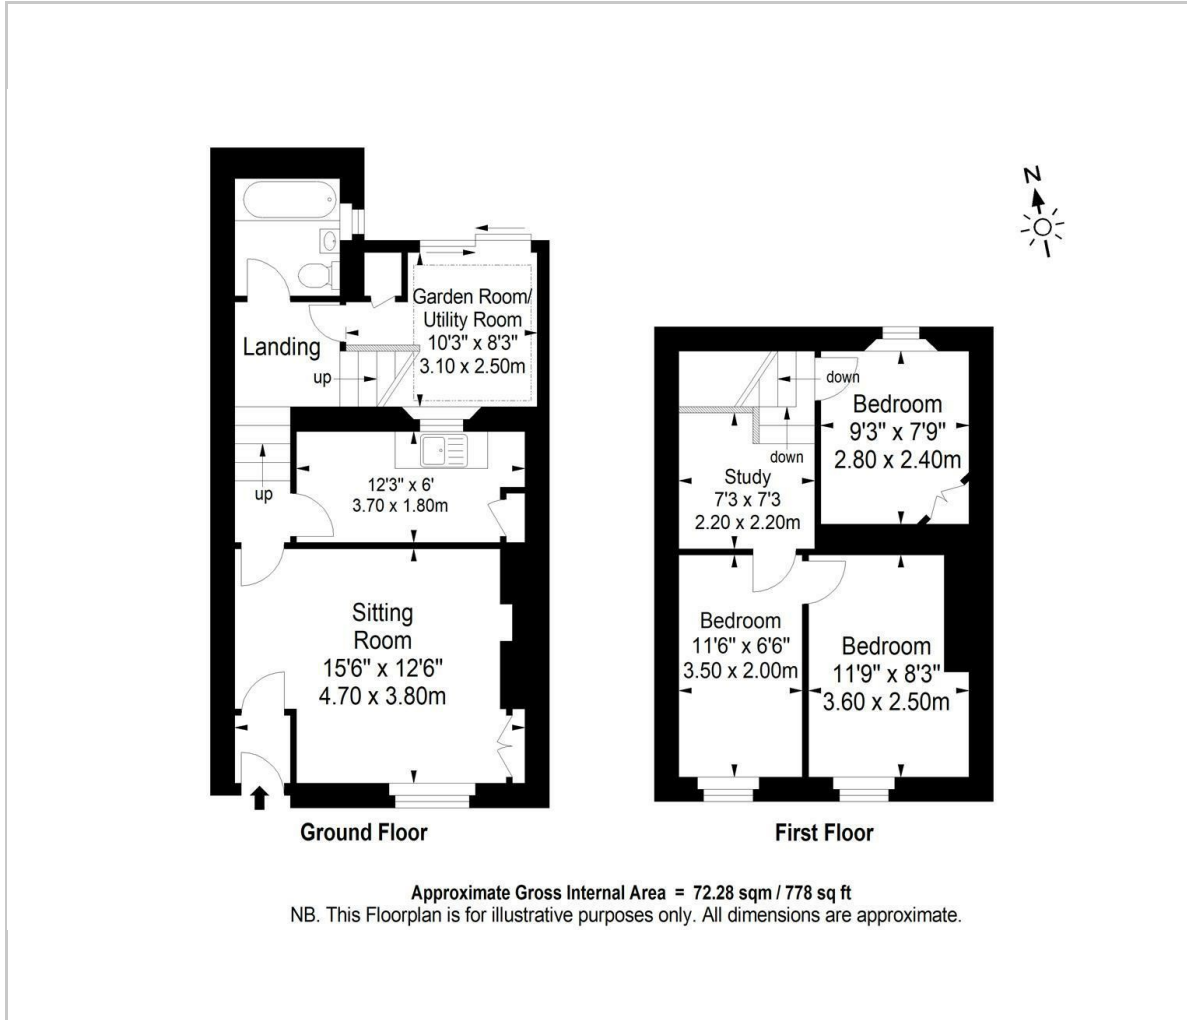 N
Garden Room/
Utility Room
10'3" x 8'3"
3.10 x 2.50m
Landing
up
up
12'3" x 6'
3.70 x 1.80m
Sitting
Room
15'6" x 12'6"
4.70 x 3.80m
Ground Floor
down
down
Bedroom
9'3" x 7'9"
2.80 x 2.40m
Study
7'3 x 7'3
2.20 x 2.20m
Bedroom
11'6" x 6'6"
3.50 x 2.00m
Bedroom
11'9" x 8'3"
3.60 x 2.50m
First Floor
Approximate Gross Internal Area = 72.28 sqm / 778 sq ft
NB. This Floorplan is for illustrative purposes only. All dimensions are approximate.